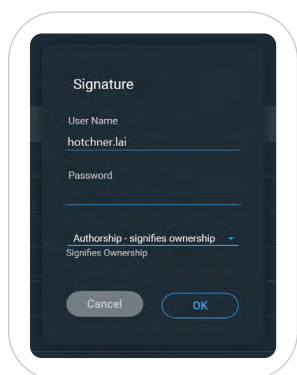 Signature
User Name
hotchner.lai
Password
Authorship - signifies ownership
Signifies Ownership
Cancel
OK